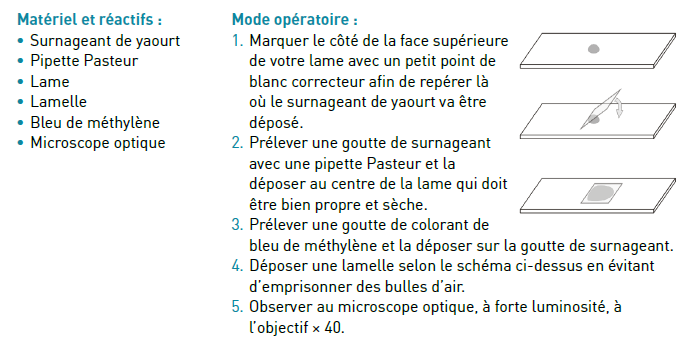 Matériel et réactifs :
• Surnageant de yaourt
• Pipette Pasteur
• Lame
• Lamelle
• Bleu de méthylène
• Microscope optique
Mode opératoire :
1. Marquer le côté de la face supérieure
de votre lame avec un petit point de
blanc correcteur afin de repérer là
où le surnageant de yaourt va être
déposé.
2. Prélever une goutte de surnageant
avec une pipette Pasteur et la
déposer au centre de la lame qui doit
être bien propre et sèche.
3. Prélever une goutte de colorant de
bleu de méthylène et la déposer sur la goutte de surnageant.
4. Déposer une lamelle selon le schéma ci-dessus en évitant
d’emprisonner des bulles d’air.
5. Observer au microscope optique, à forte luminosité, à
l’objectif × 40.